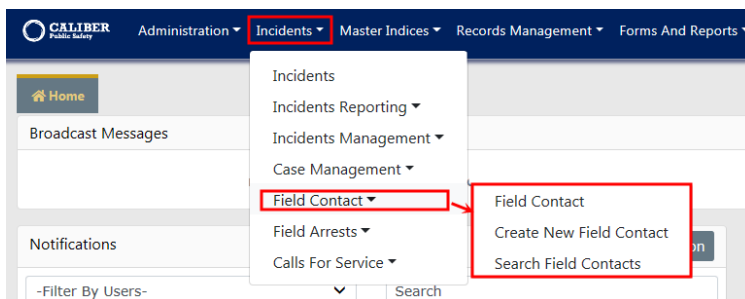 CALIBER
Public Safety
Administration Incidents Master Indices Records Management Forms And Reports
Home
Broadcast Messages
Incidents
Incidents Reporting
Incidents Management
Case Management
Field Contact
Field Arrests
Calls For Service
Field Contact
Create New Field Contact
Search Field Contacts
Notifications
on
-Filter By Users-
Search